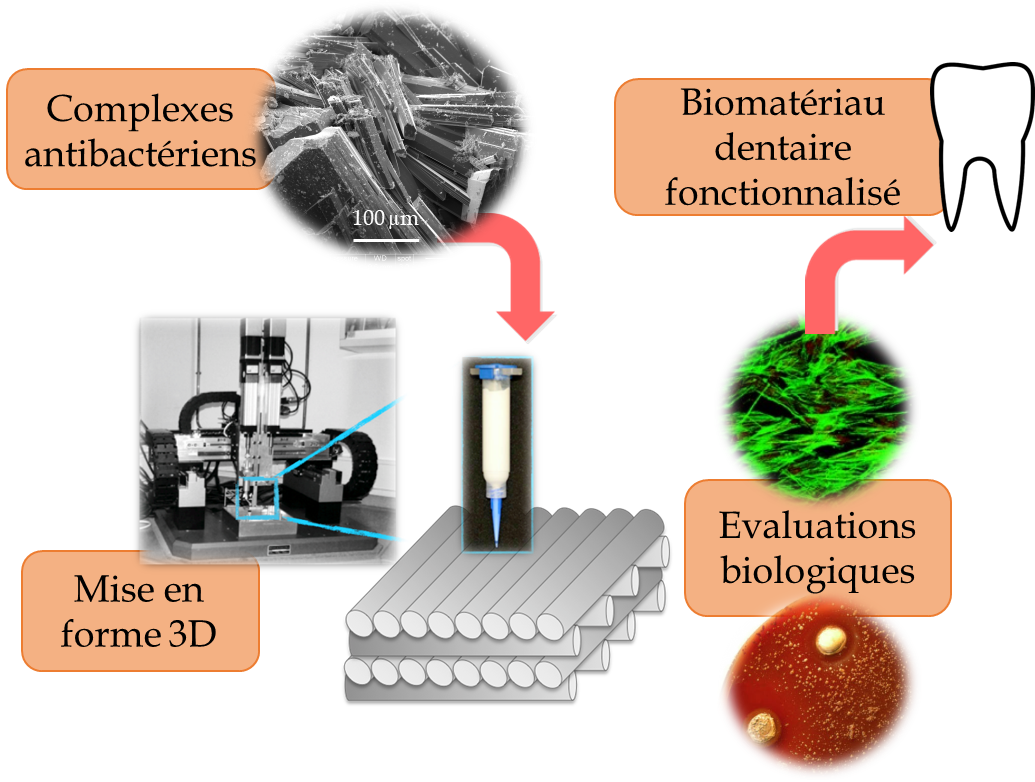 Complexes
antibactériens
100 µm
Biomatériau
dentaire
fonctionnalisé
Mise en
forme 3D
Evaluations
biologiques